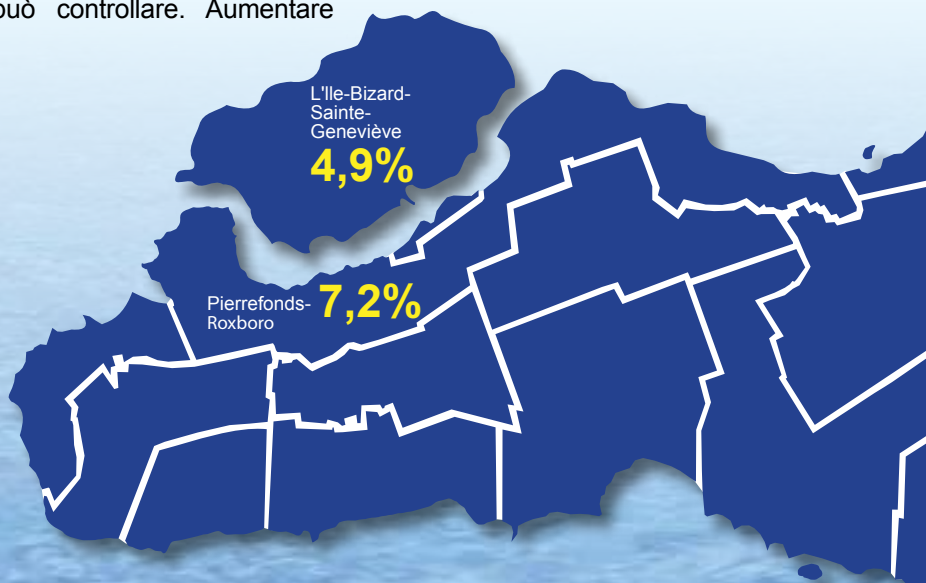 può controllare. Aumentare
L'Ile-Bizard-
Sainte-
Geneviève
4,9%
Pierrefonds-
Roxboro
7,2%